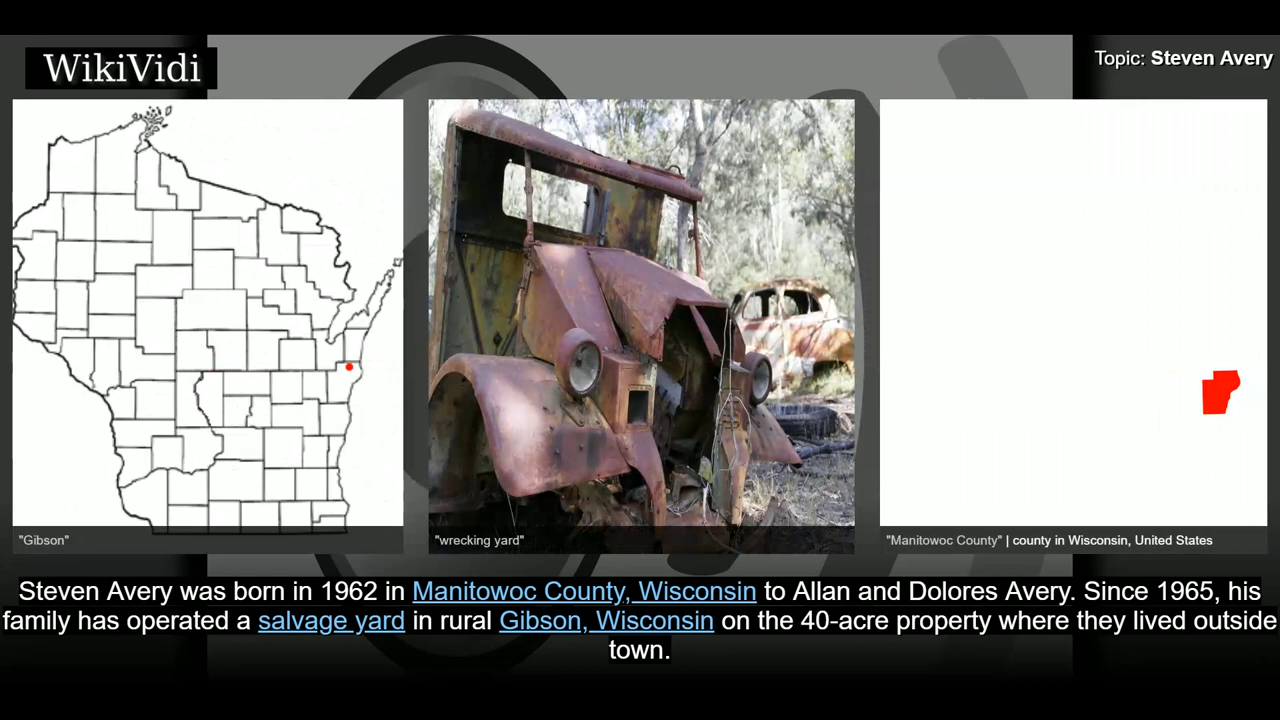 WikiVidi
Topic: Steven Avery
"Gibson"
"wrecking yard"
"Manitowoc County" | county in Wisconsin, United States
Steven Avery was born in 1962 in Manitowoc County, Wisconsin to Allan and Dolores Avery. Since 1965, his
family has operated a salvage yard in rural Gibson, Wisconsin on the 40-acre property where they lived outside
town.